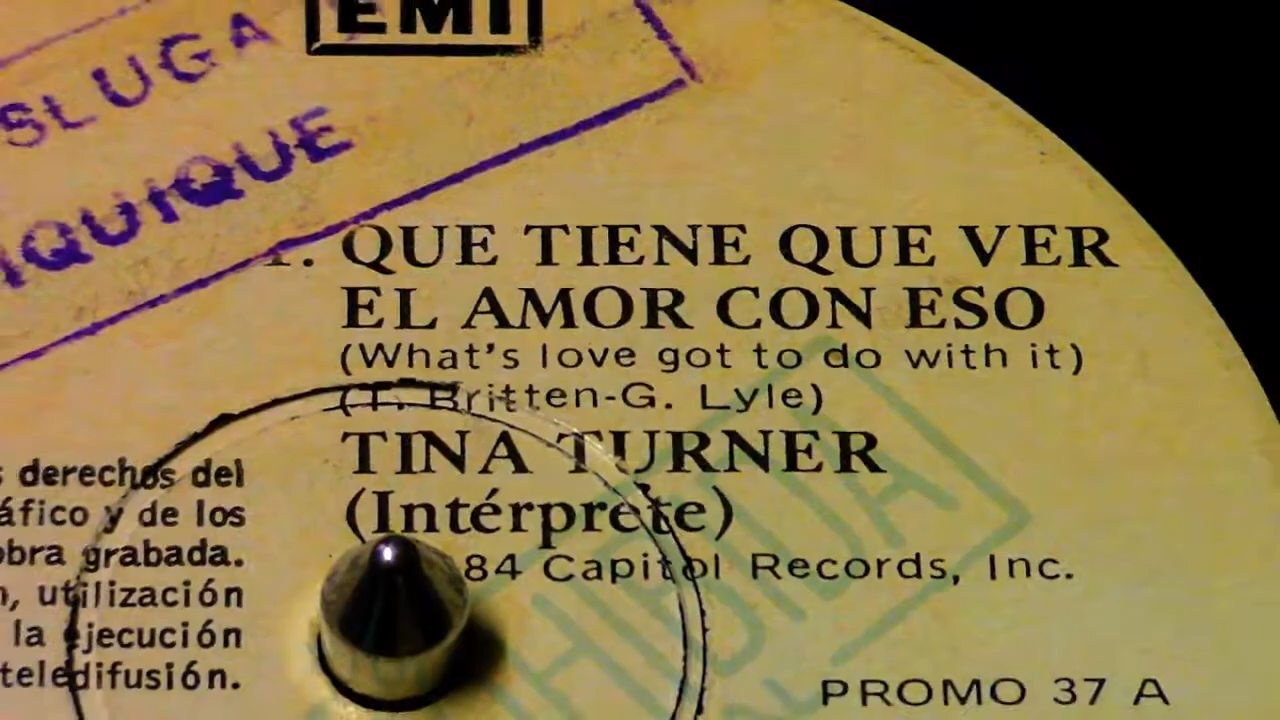 EMI
SLUGA
IQUIQUE
1. QUE TIENE QUE VER
EL AMOR CON ESO
(What's love got to do with it)
(T. Britten-G. Lyle)
TINA TURNER
(Intérprete)
84 Capitol Records, Inc.
derechos del
y de los
obra grabada.
utilización
la ejecución
teledifusión.
PROMO 37 A